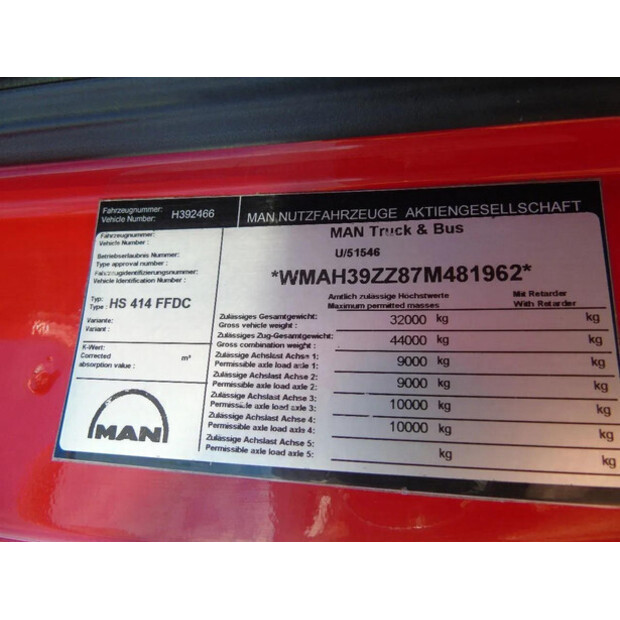 Fahrzeugnummer:
Vehicle Number: H392466
MAN NUTZFAHRZEUGE AKTIENGESELLSCHAFT
Fahrzeugnummer:
Vehicle Number :
MAN Truck & Bus
Betriebserlaubnis Nummer:
Type approval number :
U/51546
Fahrzeugidentifizierungsnummer:
Vehicle Identification Number :
*WMAH39ZZ87M481962*
Typ:
Type : HS 414 FFDC
Variante:
Variant :
K-Wert:
Corrected m³
absorption value :
MAN
Amtlich zulässige Höchstwerte Mit Retarder
Maximum permitted masses With Retarder
Zulässiges Gesamtgewicht:
Gross vehicle weight : 32000 kg kg
Zulässiges Zug-Gesamtgewicht:
Gross combination weight : 44000 kg kg
Zulässige Achslast Achse 1:
Permissible axle load axle 1: 9000 kg kg
Zulässige Achslast Achse 2:
Permissible axle load axle 2: 9000 kg kg
Zulässige Achslast Achse 3:
Permissible axle load axle 3: 10000 kg kg
Zulässige Achslast Achse 4:
Permissible axle load axle 4: 10000 kg kg
Zulässige Achslast Achse 5:
Permissible axle load axle 5: kg kg